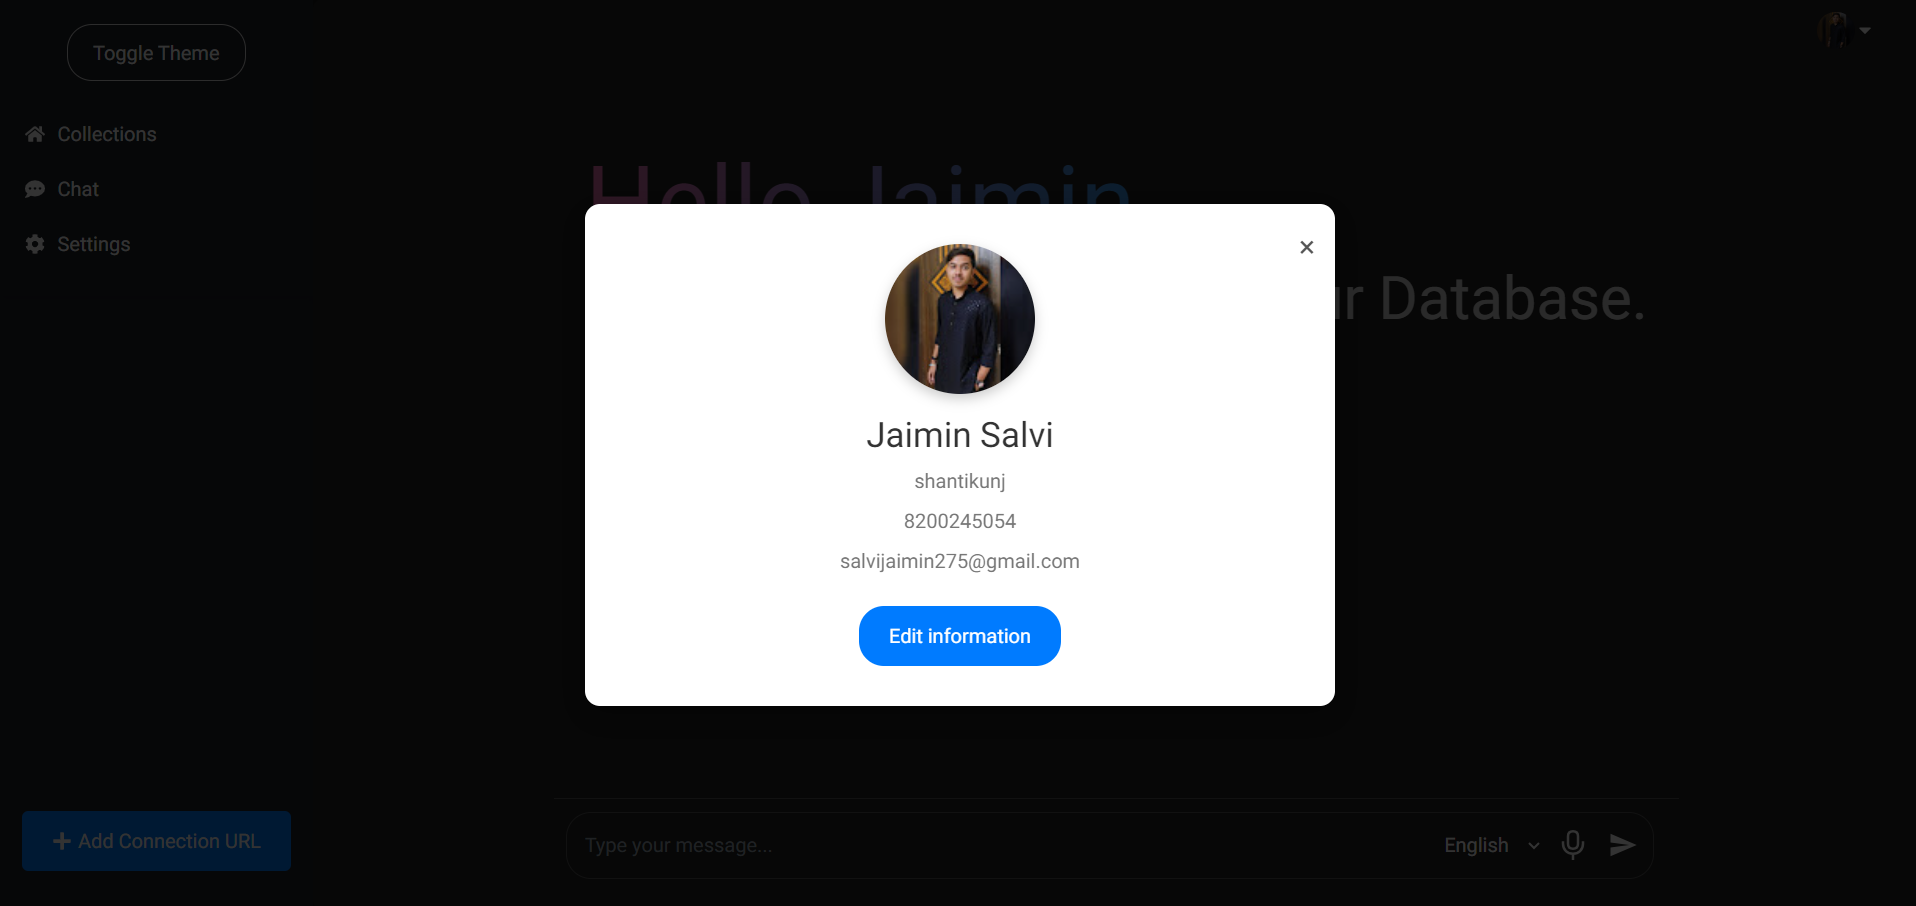 Toggle Theme
Collections
Chat
Settings
Hello Jaimin
ur Database.
×
Jaimin Salvi
shantikunj
8200245054
salvijaimin275@gmail.com
Edit information
Add Connection URL
Type your message...
English